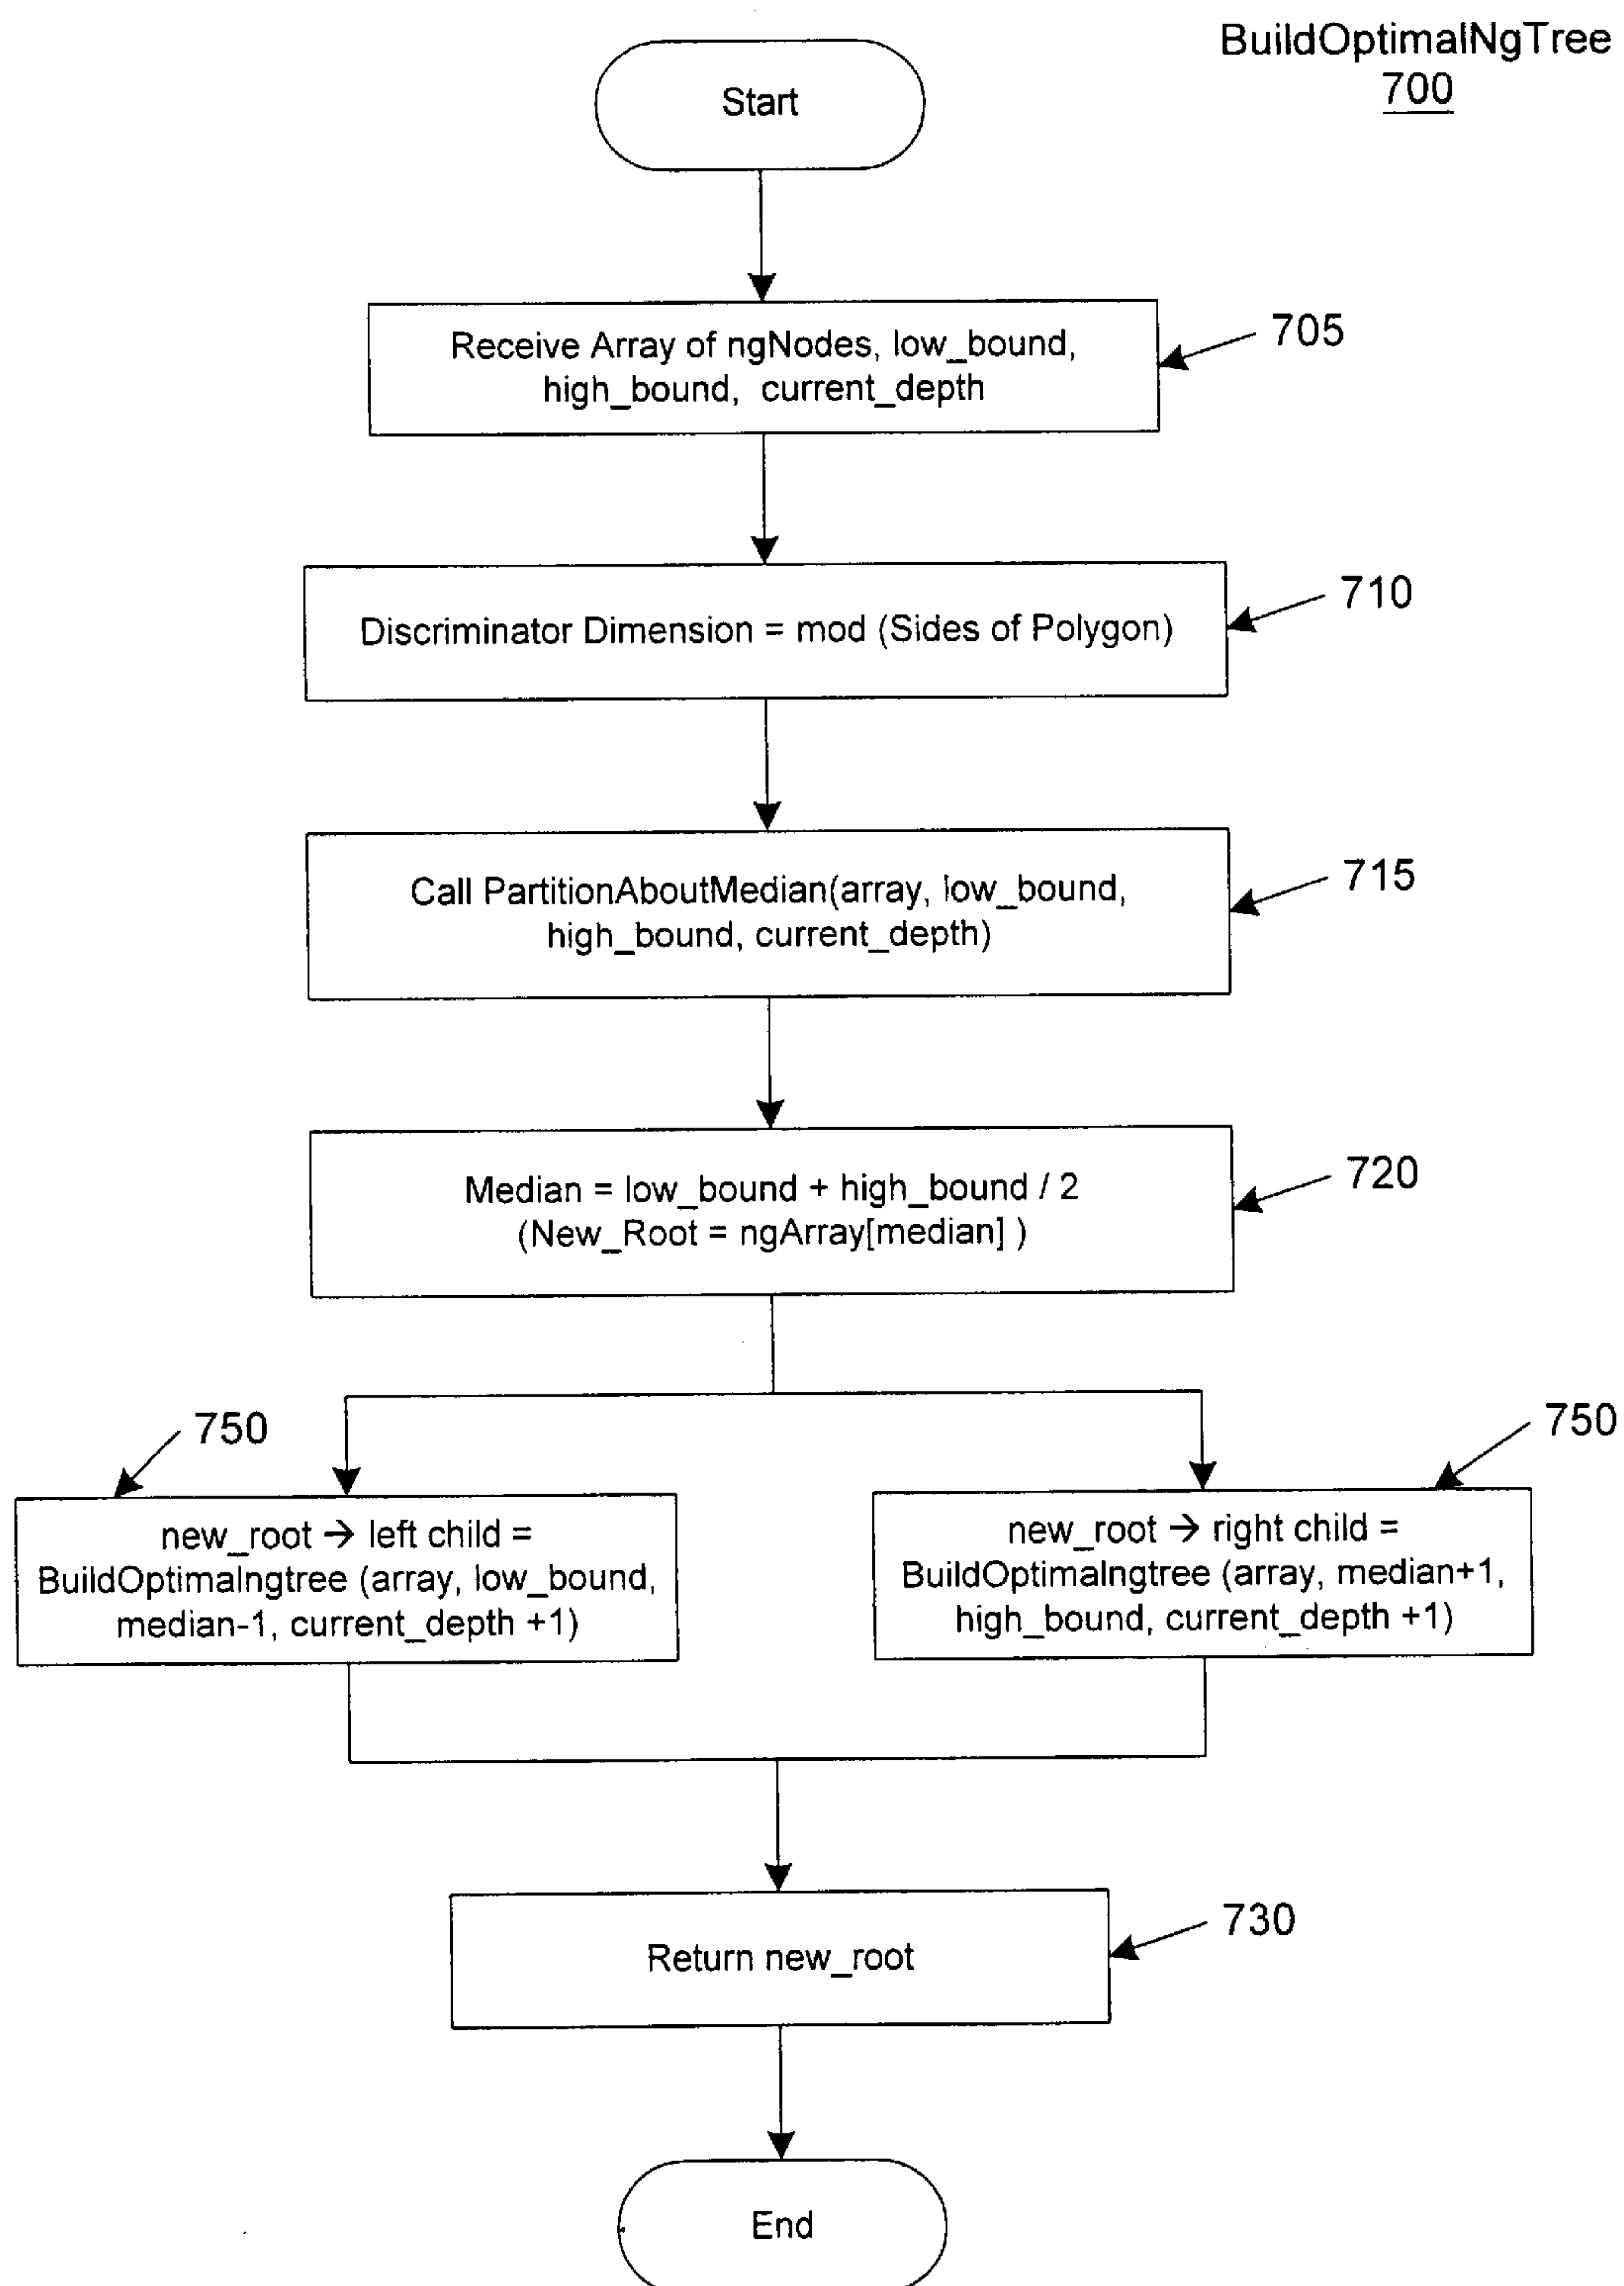 BuildOptimalNgTree
700
Start
Receive Array of ngNodes, low_bound,
high_bound, current_depth
705
Discriminator Dimension = mod (Sides of Polygon)
710
Call PartitionAboutMedian(array, low_bound,
high_bound, current_depth)
715
Median = low_bound + high_bound / 2
(New_Root = ngArray[median] )
720
750
new_root → left child =
BuildOptimalngtree (array, low_bound,
median-1, current_depth +1)
750
new_root → right child =
BuildOptimalngtree (array, median+1,
high_bound, current_depth +1)
Return new_root
730
End